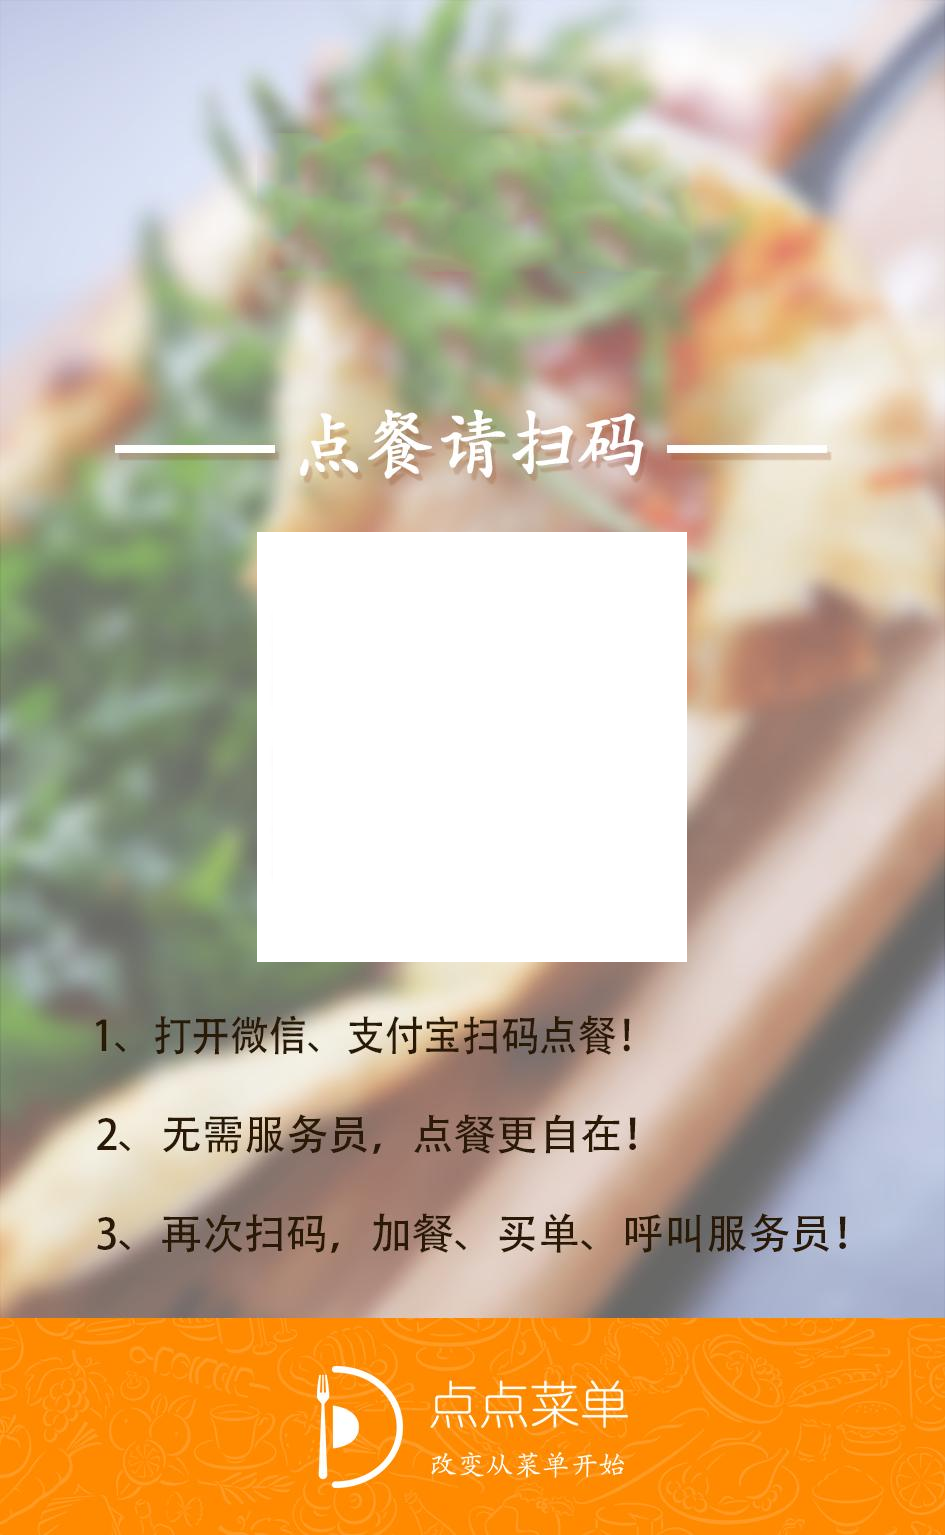 点餐请扫码
1、打开微信、支付宝扫码点餐！
2、无需服务员，点餐更自在！
3、再次扫码，加餐、买单、呼叫服务员！
点点菜单
改变从菜单开始